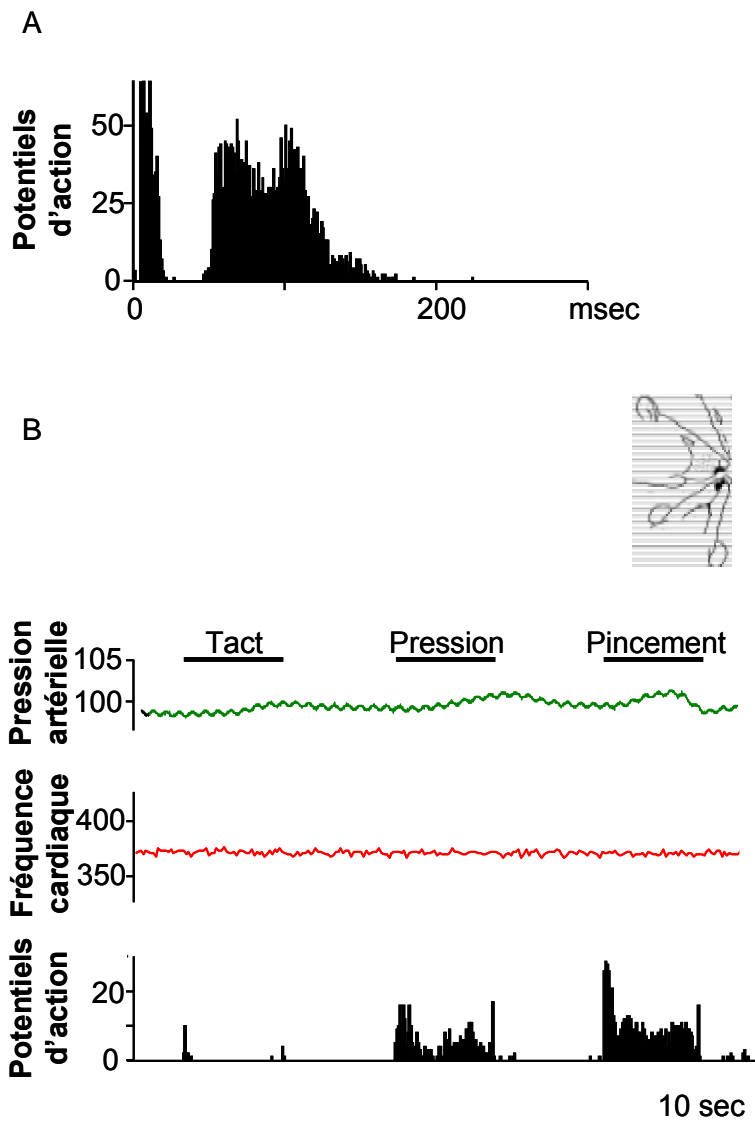 A
Potentiels
d’action
50
25
0
0
200
msec
B
Tact
Pression
Pincement
Pression
artérielle
105
100
Fréquence
cardiaque
400
350
Potentiels
d’action
20
0
10 sec